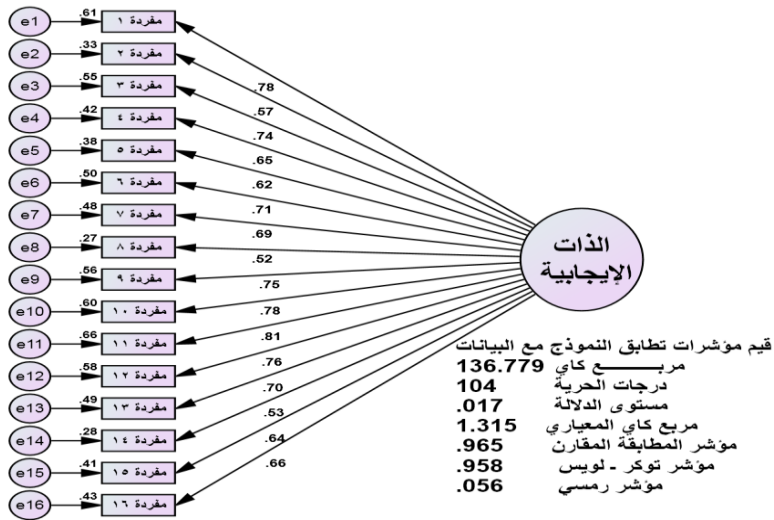 e1 .61 مفردة ١
e2 .33 مفردة ٢
e3 .55 مفردة ٣
e4 .42 مفردة ٤
e5 .38 مفردة ٥
e6 .50 مفردة ٦
e7 .48 مفردة ٧
e8 .27 مفردة ٨
e9 .56 مفردة ٩
e10 .60 مفردة ١٠
e11 .66 مفردة ١١
e12 .58 مفردة ١٢
e13 .49 مفردة ١٣
e14 .28 مفردة ١٤
e15 .41 مفردة ١٥
e16 .43 مفردة ١٦
.78
.57
.74
.65
.62
.71
.69
.52
.75
.78
.81
.76
.70
.53
.64
.66
الذات
الإيجابية
قيم مؤشرات تطابق النموذج مع البيانات
مربـــــــع كاي 136.779
درجات الحرية 104
مستوى الدلالة .017
مربع كاي المعياري 1.315
مؤشر المطابقة المقارن .965
مؤشر توكر - لويس .958
مؤشر رمسي .056